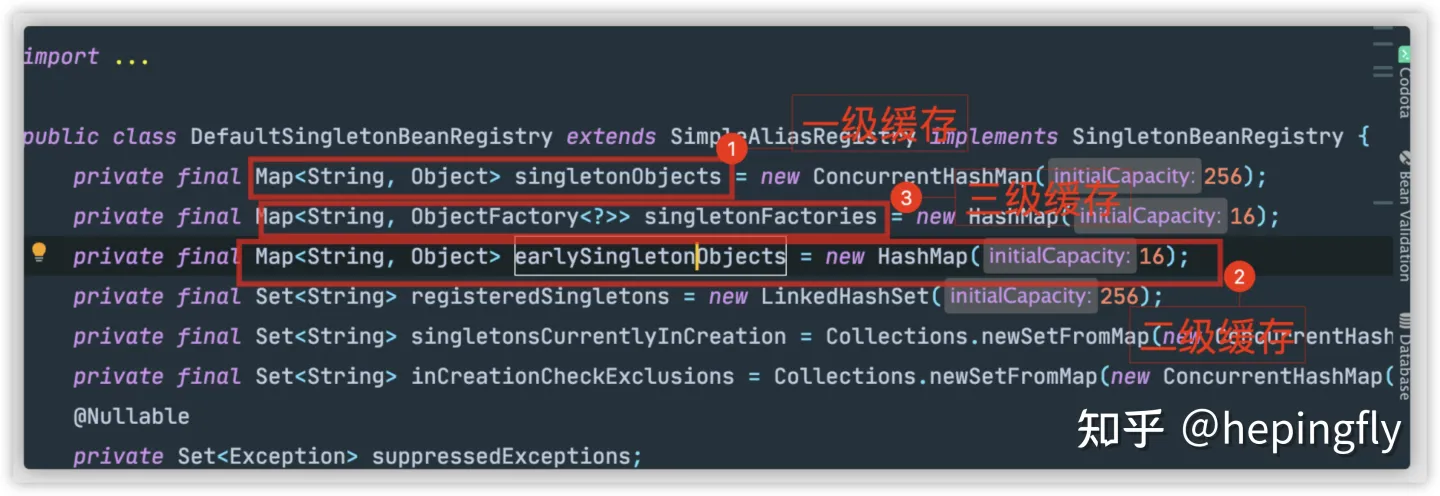 import ...
一级缓存
public class DefaultSingletonBeanRegistry extends SimpleAliasRegistry implements SingletonBeanRegistry {
1
private final Map<String, Object> singletonObjects = new ConcurrentHashMap( initialCapacity: 256);
3
三级缓存
private final Map<String, ObjectFactory<?>> singletonFactories = new HashMap( initialCapacity: 16);
private final Map<String, Object> earlySingletonObjects = new HashMap( initialCapacity: 16);
2
private final Set<String> registeredSingletons = new LinkedHashSet( initialCapacity: 256);
二级缓存
private final Set<String> singletonsCurrentlyInCreation = Collections.newSetFromMap(new ConcurrentHash
private final Set<String> inCreationCheckExclusions = Collections.newSetFromMap(new ConcurrentHashMap(
@Nullable
private Set<Exception> suppressedExceptions;
Codota
Bean Validation
Database
知乎 @hepingfly